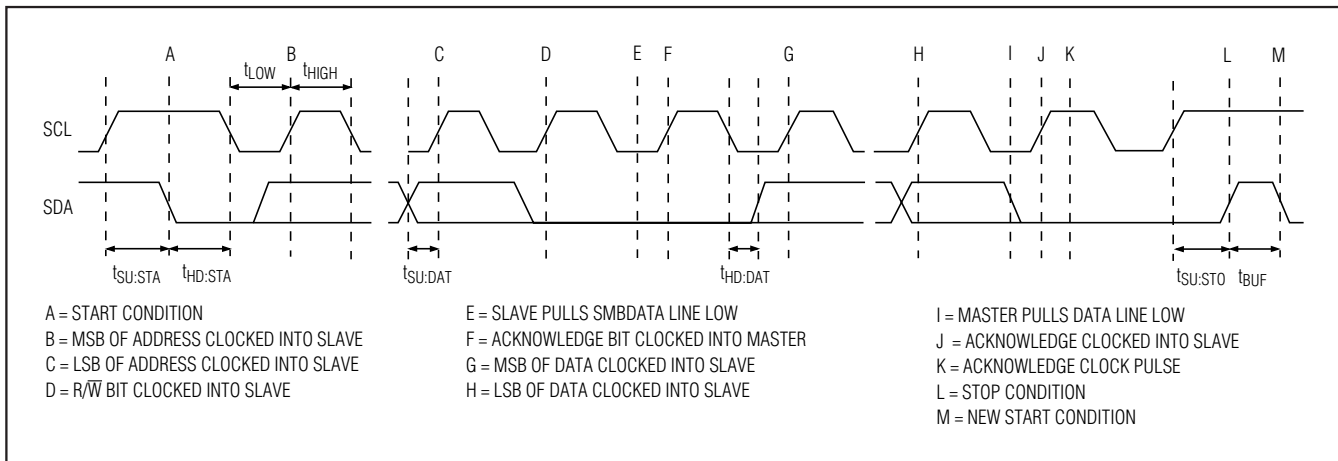 A B C D E F G H I J K L M
tLOW tHIGH
SCL
SDA
tSU:STA tHD:STA tSU:DAT tHD:DAT tSU:STO tBUF
A = START CONDITION
B = MSB OF ADDRESS CLOCKED INTO SLAVE
C = LSB OF ADDRESS CLOCKED INTO SLAVE
D = R/W̅ BIT CLOCKED INTO SLAVE
E = SLAVE PULLS SMBDATA LINE LOW
F = ACKNOWLEDGE BIT CLOCKED INTO MASTER
G = MSB OF DATA CLOCKED INTO SLAVE
H = LSB OF DATA CLOCKED INTO SLAVE
I = MASTER PULLS DATA LINE LOW
J = ACKNOWLEDGE CLOCKED INTO SLAVE
K = ACKNOWLEDGE CLOCK PULSE
L = STOP CONDITION
M = NEW START CONDITION